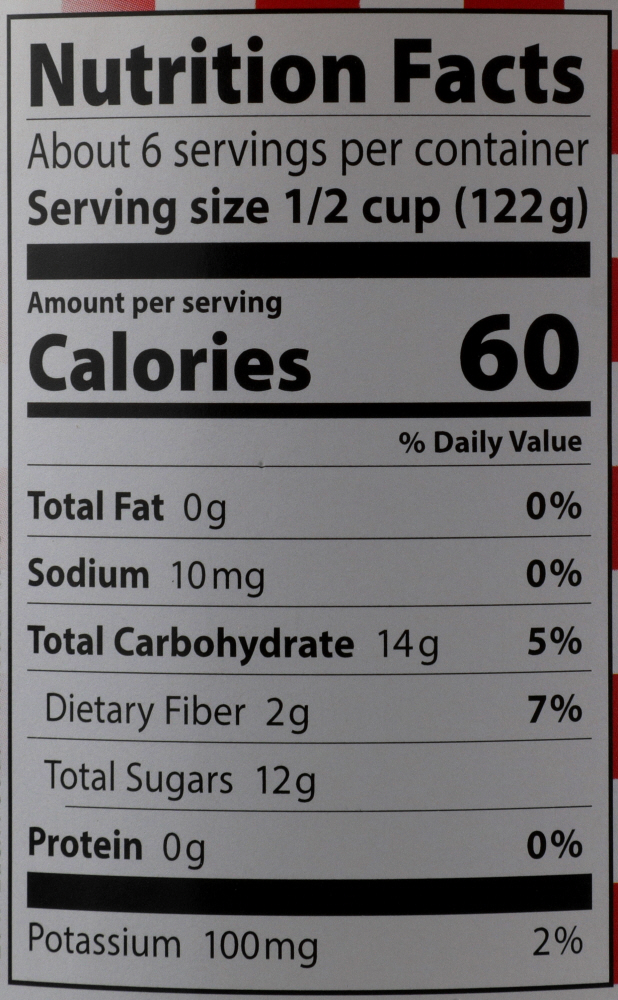 Nutrition Facts
About 6 servings per container
Serving size 1/2 cup (122g)
Amount per serving
Calories 60
% Daily Value
Total Fat 0g 0%
Sodium 10mg 0%
Total Carbohydrate 14g 5%
Dietary Fiber 2g 7%
Total Sugars 12g
Protein 0g 0%
Potassium 100mg 2%